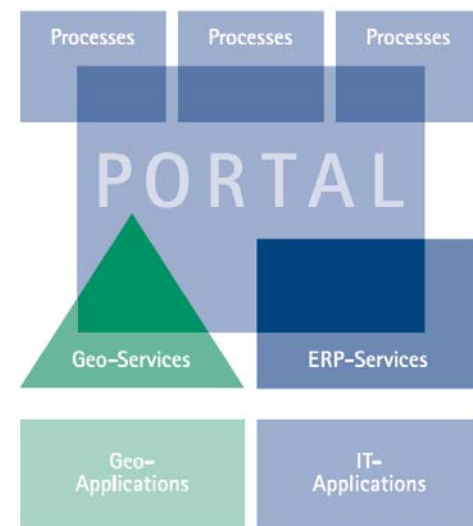 Processes Processes Processes
PORTAL
Geo-Services ERP-Services
Geo- IT-
Applications Applications